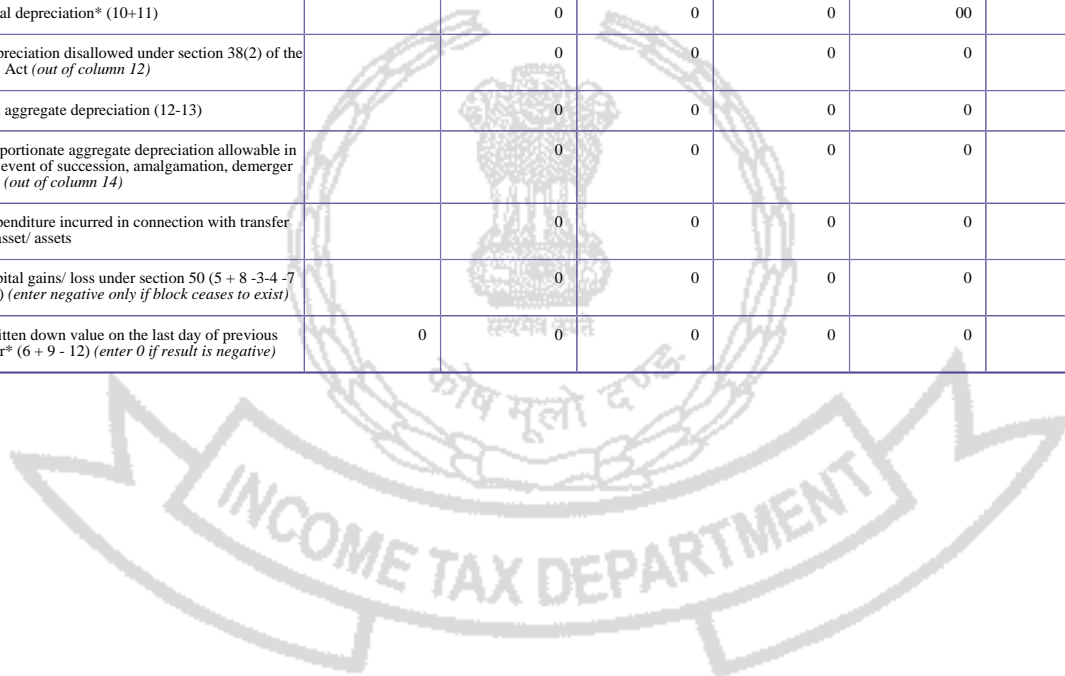 al depreciation* (10+11) 0 0 0 00
preciation disallowed under section 38(2) of the 0 0 0 0
Act (out of column 12)
aggregate depreciation (12-13) 0 0 0 0
portionate aggregate depreciation allowable in 0 0 0 0
event of succession, amalgamation, demerger
(out of column 14)
penditure incurred in connection with transfer 0 0 0 0
asset/ assets
pital gains/ loss under section 50 (5 + 8 -3-4 -7 0 0 0 0
) (enter negative only if block ceases to exist)
itten down value on the last day of previous 0 0 0 0 0
r* (6 + 9 - 12) (enter 0 if result is negative)
सत्यमेव जयते
कोष मूलो दण्ड
INCOME TAX DEPARTMENT